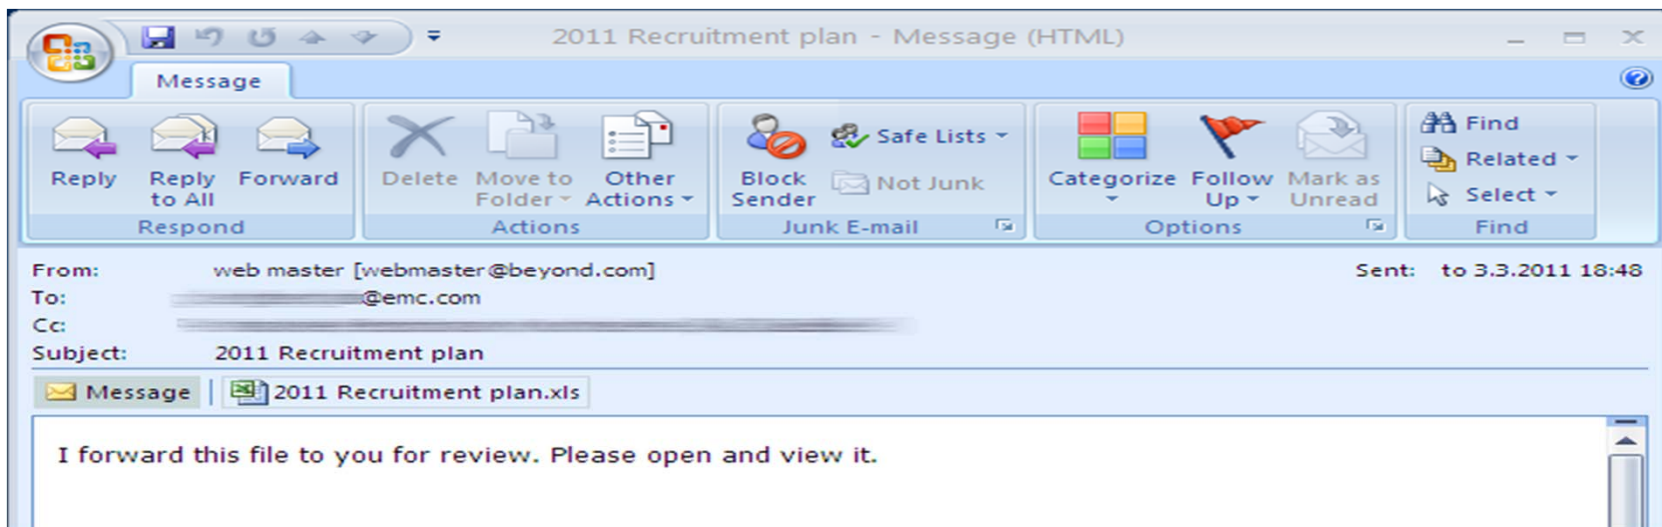 2011 Recruitment plan - Message (HTML)
Message
Reply
Reply to All
Forward
Delete
Move to Folder
Other Actions
Block Sender
Safe Lists
Not Junk
Categorize
Follow Up
Mark as Unread
Find
Related
Select
Respond
Actions
Junk E-mail
Options
Find
From: web master [webmaster@beyond.com] Sent: to 3.3.2011 18:48
To: @emc.com
Cc:
Subject: 2011 Recruitment plan
Message 2011 Recruitment plan.xls
I forward this file to you for review. Please open and view it.